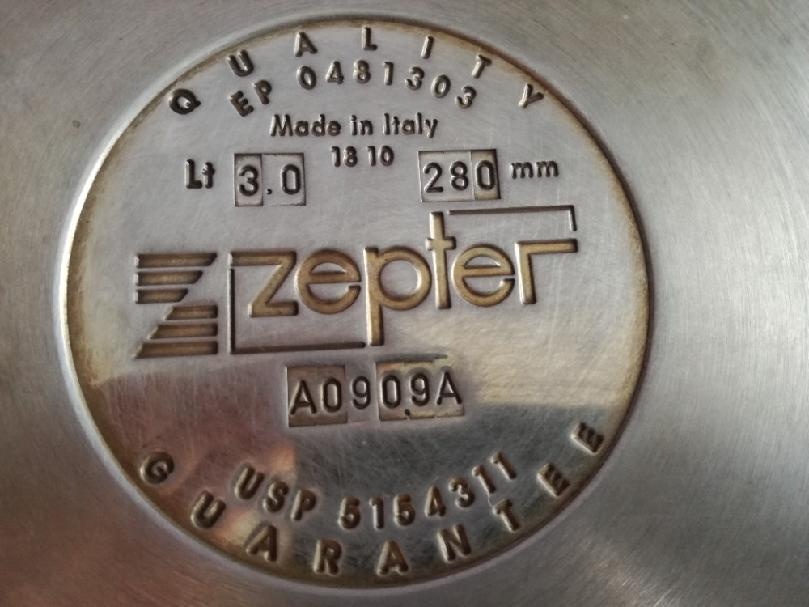 QUALITY
EP 0481303
Made in Italy
18 10
Lt 3.0 280 mm
zepter
A0909A
USP 5154311
GUARANTEE